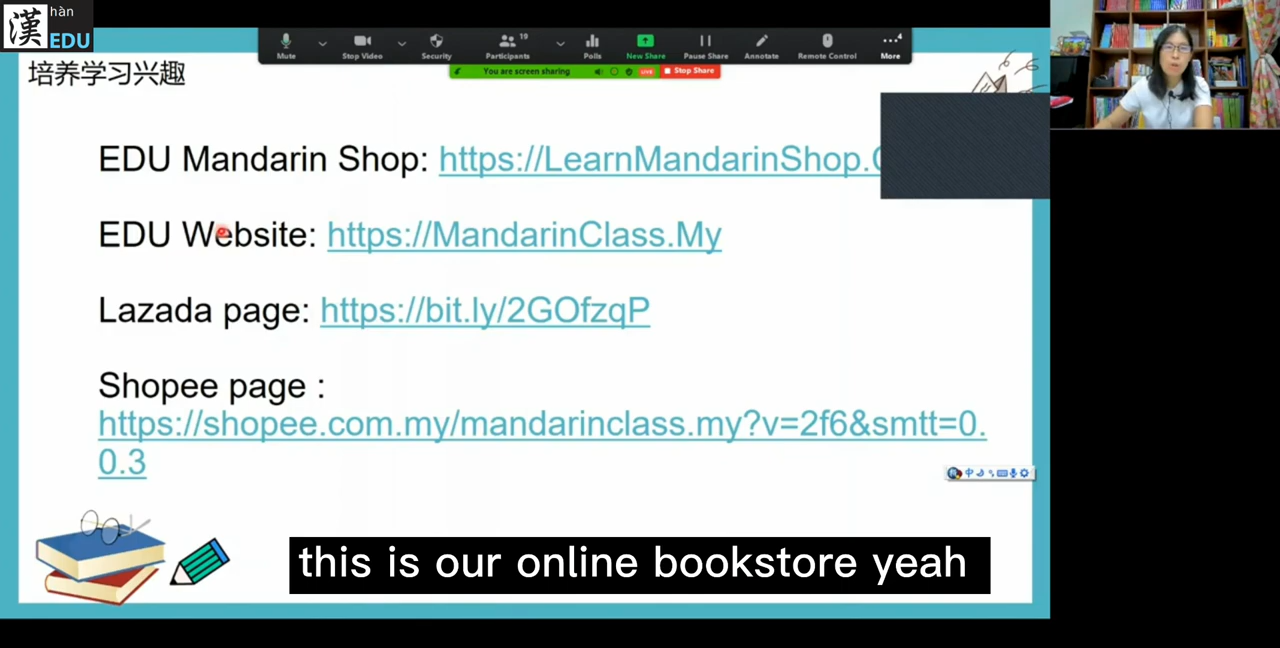 漢
hàn
EDU
Mute
Stop Video
Security
Participants
19
Polls
New Share
Pause Share
Annotate
Remote Control
More
You are screen sharing
LIVE
Stop Share
培养学习兴趣
EDU Mandarin Shop: https://LearnMandarinShop.
EDU Website: https://MandarinClass.My
Lazada page: https://bit.ly/2GOfzqP
Shopee page :
https://shopee.com.my/mandarinclass.my?v=2f6&smtt=0.
0.3
中
this is our online bookstore yeah